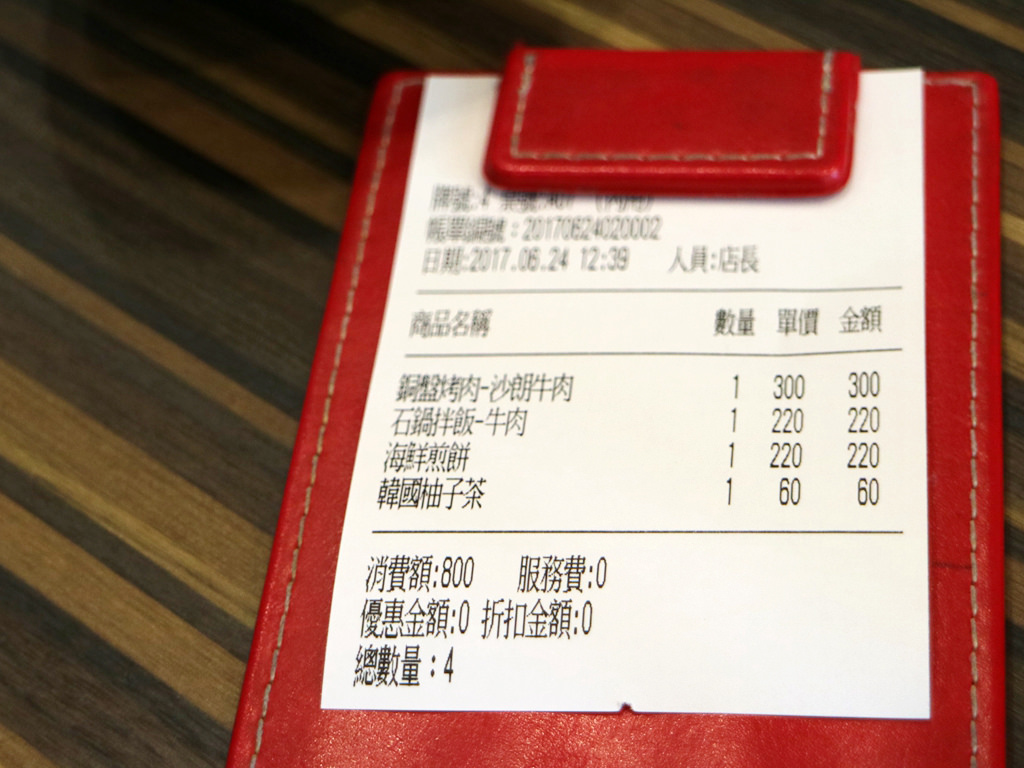 帳單編號：20170624020002
日期:2017.06.24 12:39 人員:店長
商品名稱 數量 單價 金額
銅盤烤肉-沙朗牛肉 1 300 300
石鍋拌飯-牛肉 1 220 220
海鮮煎餅 1 220 220
韓國柚子茶 1 60 60
消費額:800 服務費:0
優惠金額:0 折扣金額:0
總數量：4